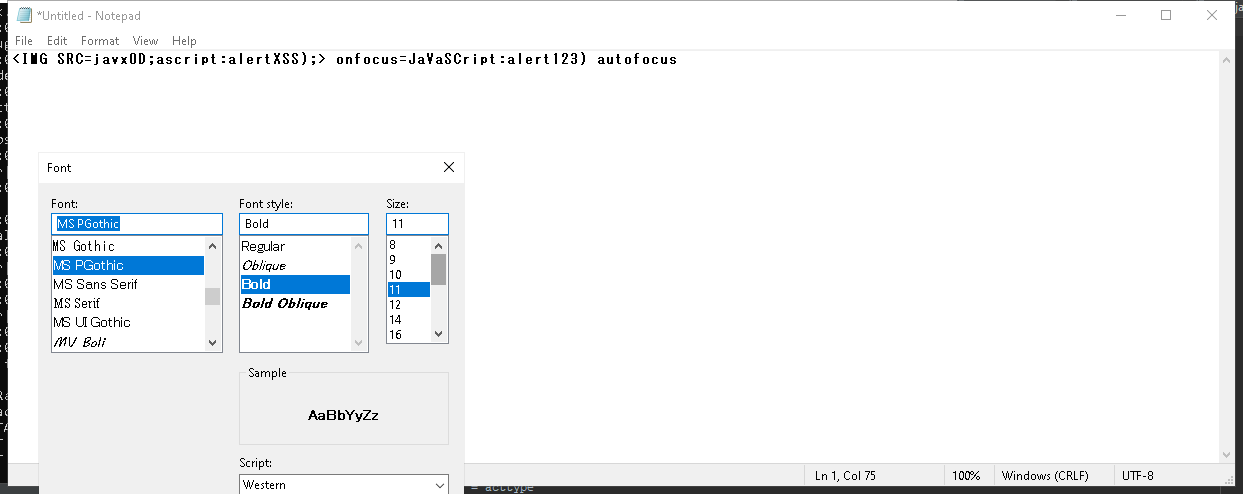 *Untitled - Notepad
File Edit Format View Help
<IMG SRC=javxOD;ascript:alertXSS);> onfocus=JaVaSCript:alert123) autofocus
Font
Font: Font style: Size:
MS PGothic Bold 11
MS Gothic Regular 8
MS PGothic Oblique 9
MS Sans Serif Bold 10
MS Serif Bold Oblique 11
MS UI Gothic 12
MV Boli 14
16
Sample
AaBbYyZz
Script:
Western
Ln 1, Col 75 100% Windows (CRLF) UTF-8
= acctype